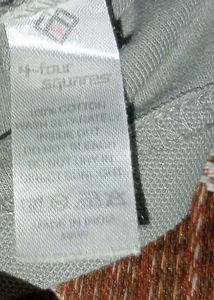 4-four
squares
100% COTTON
WASH SEPARATELY
INSIDE OUT
DO NOT BLEACH
DO NOT DRY IN
DIRECT SUNLIGHT
MADE IN INDIA